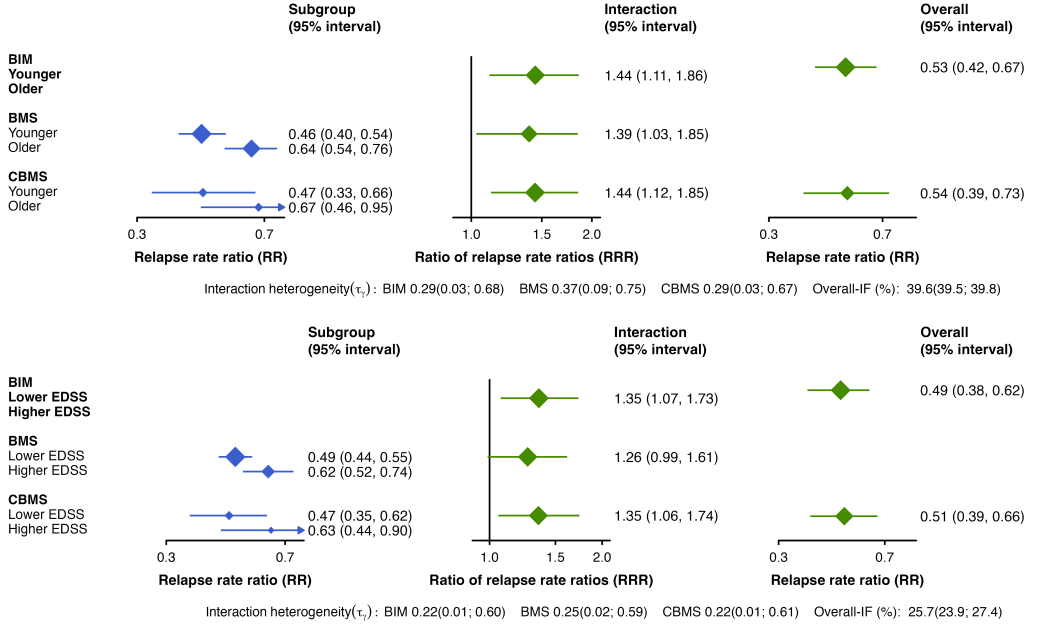 Subgroup Interaction Overall
(95% interval) (95% interval) (95% interval)
BIM 0.53 (0.42, 0.67)
Younger 1.44 (1.11, 1.86)
Older
BMS
Younger 0.46 (0.40, 0.54) 1.39 (1.03, 1.85)
Older 0.64 (0.54, 0.76)
CBMS
Younger 0.47 (0.33, 0.66) 1.44 (1.12, 1.85) 0.54 (0.39, 0.73)
Older 0.67 (0.46, 0.95)
0.3 0.7 1.0 1.5 2.0 0.3 0.7
Relapse rate ratio (RR) Ratio of relapse rate ratios (RRR) Relapse rate ratio (RR)
Interaction heterogeneity(τγ) : BIM 0.29(0.03; 0.68) BMS 0.37(0.09; 0.75) CBMS 0.29(0.03; 0.67) Overall-IF (%): 39.6(39.5; 39.8)
Subgroup Interaction Overall
(95% interval) (95% interval) (95% interval)
BIM 0.49 (0.38, 0.62)
Lower EDSS 1.35 (1.07, 1.73)
Higher EDSS
BMS
Lower EDSS 0.49 (0.44, 0.55) 1.26 (0.99, 1.61)
Higher EDSS 0.62 (0.52, 0.74)
CBMS
Lower EDSS 0.47 (0.35, 0.62) 1.35 (1.06, 1.74) 0.51 (0.39, 0.66)
Higher EDSS 0.63 (0.44, 0.90)
0.3 0.7 1.0 1.5 2.0 0.3 0.7
Relapse rate ratio (RR) Ratio of relapse rate ratios (RRR) Relapse rate ratio (RR)
Interaction heterogeneity(τγ) : BIM 0.22(0.01; 0.60) BMS 0.25(0.02; 0.59) CBMS 0.22(0.01; 0.61) Overall-IF (%): 25.7(23.9; 27.4)